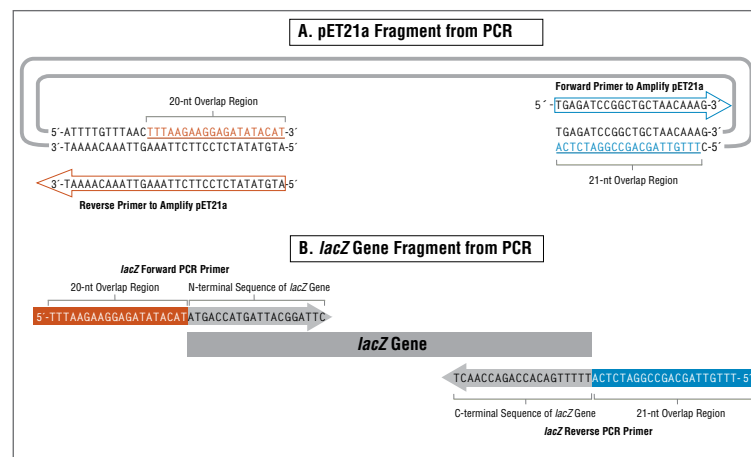 A. pET21a Fragment from PCR
Forward Primer to Amplify pET21a
20-nt Overlap Region
5´-TGAGATCCGGCTGCTAACAAAG-3´
5´-ATTTTGTTTAACTTTAAGAAGGAGATATACAT-3´
TGAGATCCGGCTGCTAACAAAG-3´
3´-TAAAACAAATTGAAATTCTTCCTCTATATGTA-5´
ACTCTAGGCCGACGATTGTTTC-5´
21-nt Overlap Region
3´-TAAAACAAATTGAAATTCTTCCTCTATATGTA-5´
Reverse Primer to Amplify pET21a
B. lacZ Gene Fragment from PCR
lacZ Forward PCR Primer
20-nt Overlap Region
N-terminal Sequence of lacZ Gene
5´-TTTAAGAAGGAGATATACATATGACCATGATTACGGATTC
lacZ Gene
TCAACCAGACCACAGTTTTTACTCTAGGCCGACGATTGTTT-5´
C-terminal Sequence of lacZ Gene
21-nt Overlap Region
lacZ Reverse PCR Primer